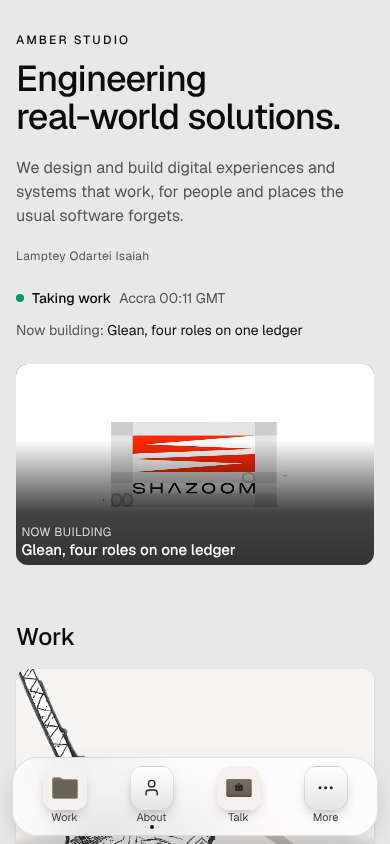 AMBER STUDIO
Engineering
real-world solutions.
We design and build digital experiences and
systems that work, for people and places the
usual software forgets.
Lamptey Odartei Isaiah
Taking work Accra 00:11 GMT
Now building: Glean, four roles on one ledger
SHAZOOM
NOW BUILDING
Glean, four roles on one ledger
Work
Work About Talk More